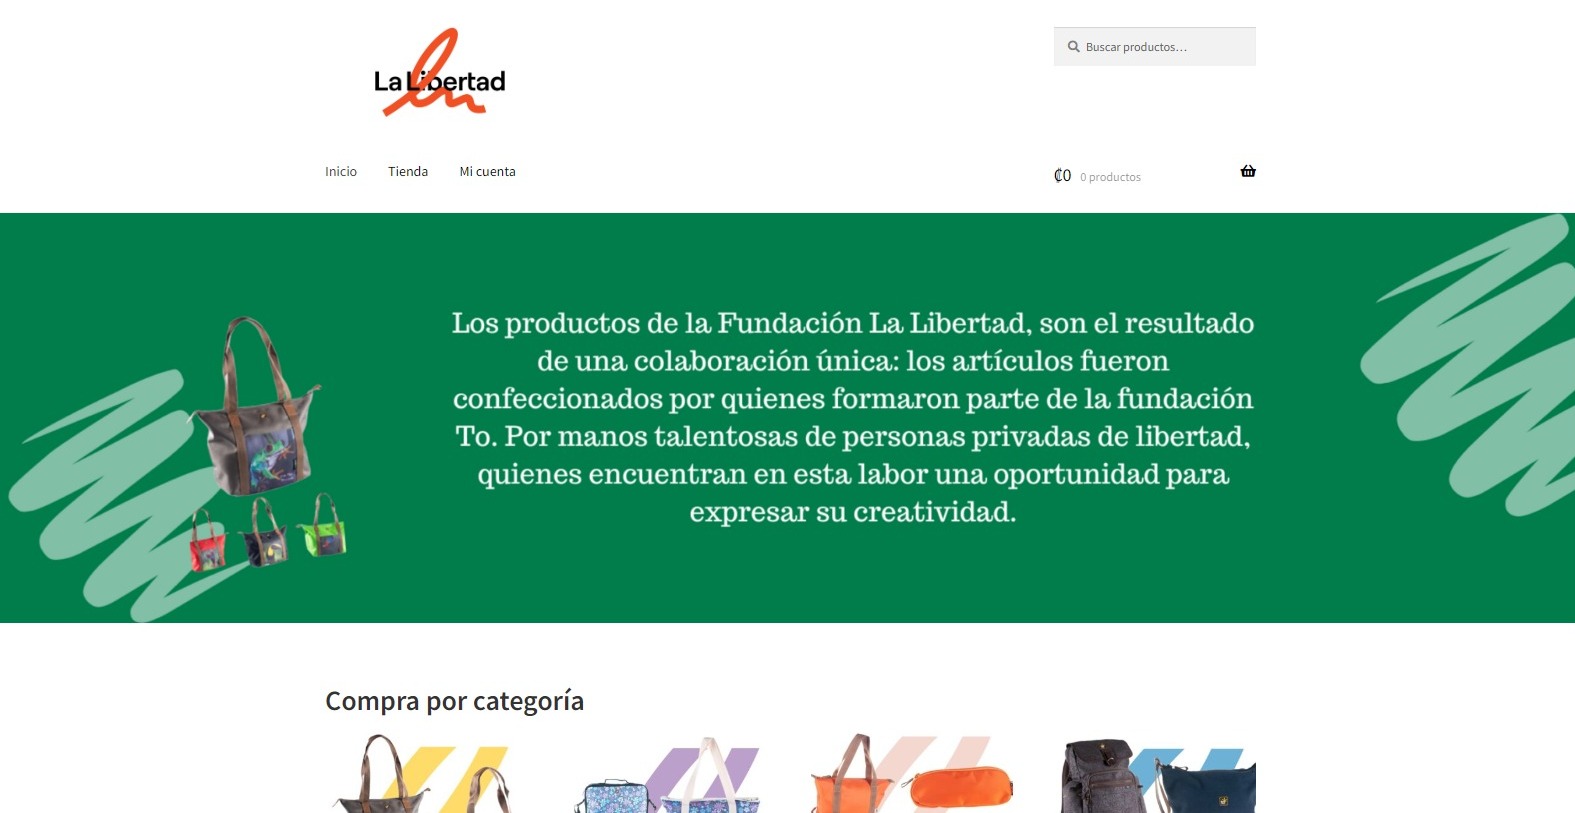 La Libertad
Buscar productos…
Inicio
Tienda
Mi cuenta
₡0 0 productos
Los productos de la Fundación La Libertad, son el resultado
de una colaboración única: los artículos fueron
confeccionados por quienes formaron parte de la fundación
To. Por manos talentosas de personas privadas de libertad,
quienes encuentran en esta labor una oportunidad para
expresar su creatividad.
Compra por categoría